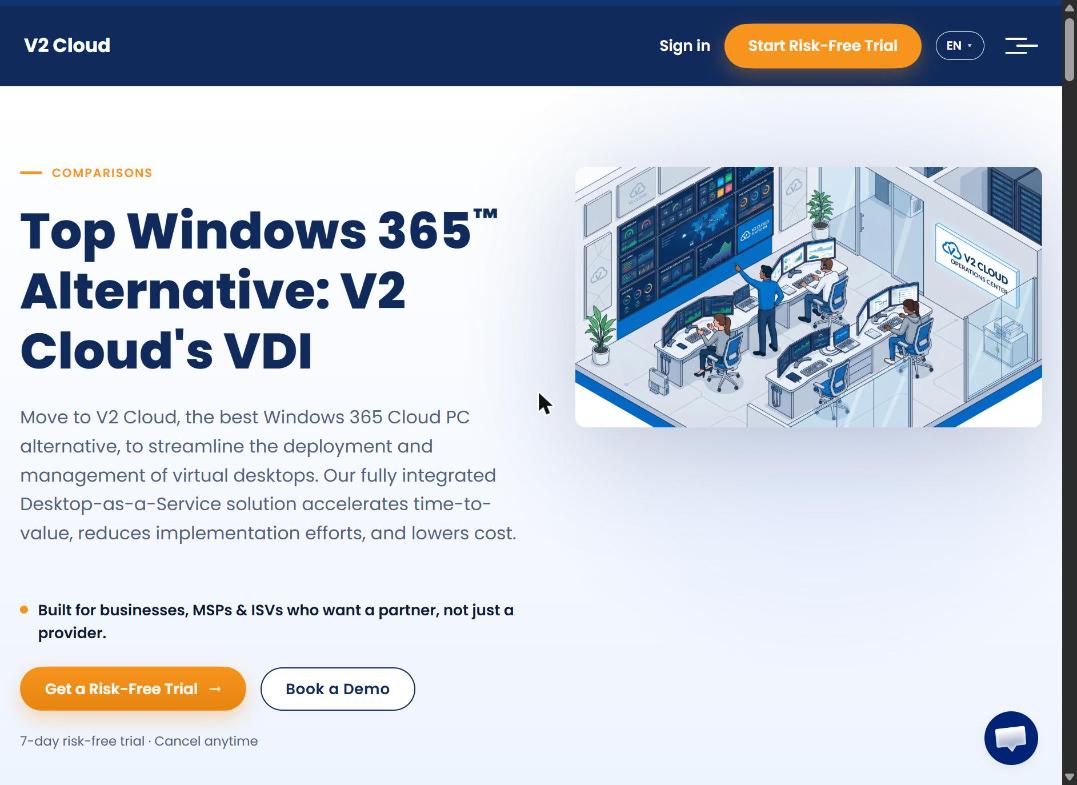 V2 Cloud
Sign in
Start Risk-Free Trial
EN
COMPARISONS
Top Windows 365™
Alternative: V2
Cloud's VDI
V2 CLOUD
OPERATIONS CENTER
Move to V2 Cloud, the best Windows 365 Cloud PC
alternative, to streamline the deployment and
management of virtual desktops. Our fully integrated
Desktop-as-a-Service solution accelerates time-to-
value, reduces implementation efforts, and lowers cost.
Built for businesses, MSPs & ISVs who want a partner, not just a
provider.
Get a Risk-Free Trial →
Book a Demo
7-day risk-free trial · Cancel anytime